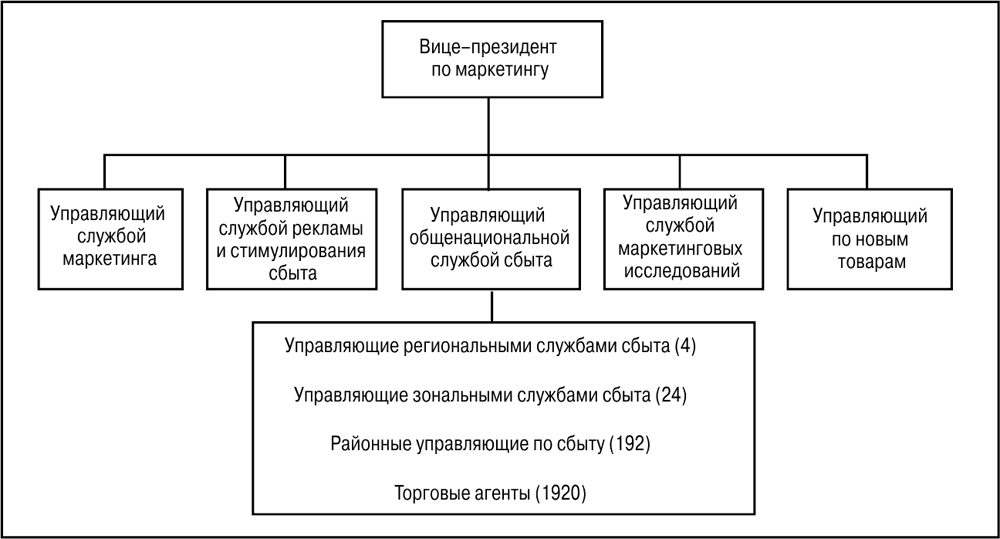 Вице–президент
по маркетингу
Управляющий
службой
маркетинга
Управляющий
службой рекламы
и стимулирования
сбыта
Управляющий
общенациональной
службой сбыта
Управляющий
службой
маркетинговых
исследований
Управляющий
по новым
товарам
Управляющие региональными службами сбыта (4)
Управляющие зональными службами сбыта (24)
Районные управляющие по сбыту (192)
Торговые агенты (1920)